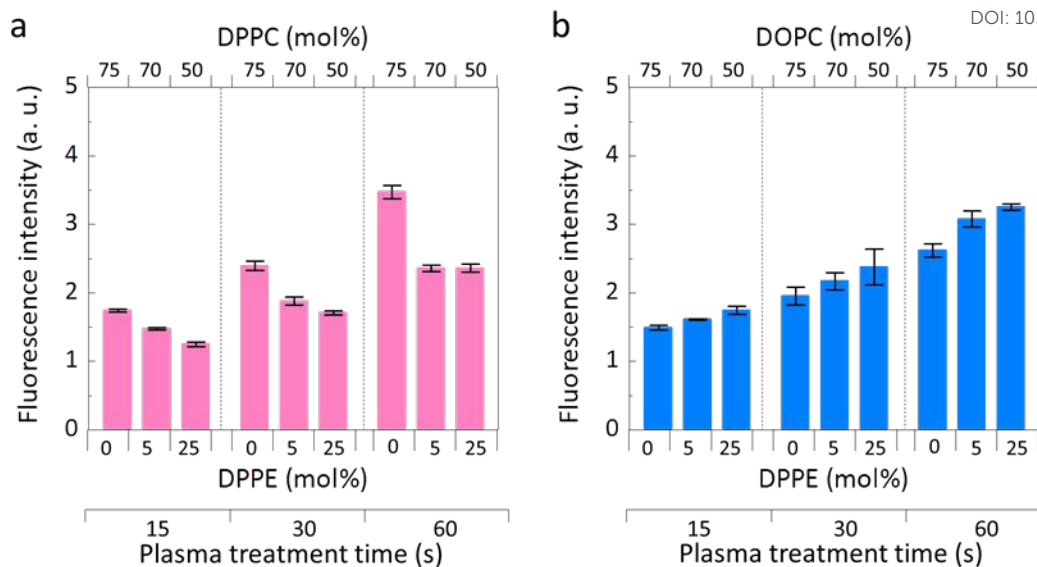 DOI: 10.
a
DPPC (mol%)
75 70 50 75 70 50 75 70 50
5
4
3
2
1
0
Fluorescence intensity (a. u.)
0 5 25 0 5 25 0 5 25
DPPE (mol%)
15 30 60
Plasma treatment time (s)
b
DOPC (mol%)
75 70 50 75 70 50 75 70 50
5
4
3
2
1
0
Fluorescence intensity (a. u.)
0 5 25 0 5 25 0 5 25
DPPE (mol%)
15 30 60
Plasma treatment time (s)